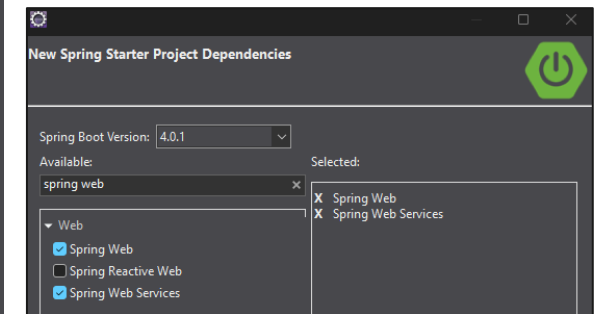 New Spring Starter Project Dependencies
Spring Boot Version: 4.0.1
Available:
Selected:
spring web
X Spring Web
X Spring Web Services
Web
Spring Web
Spring Reactive Web
Spring Web Services